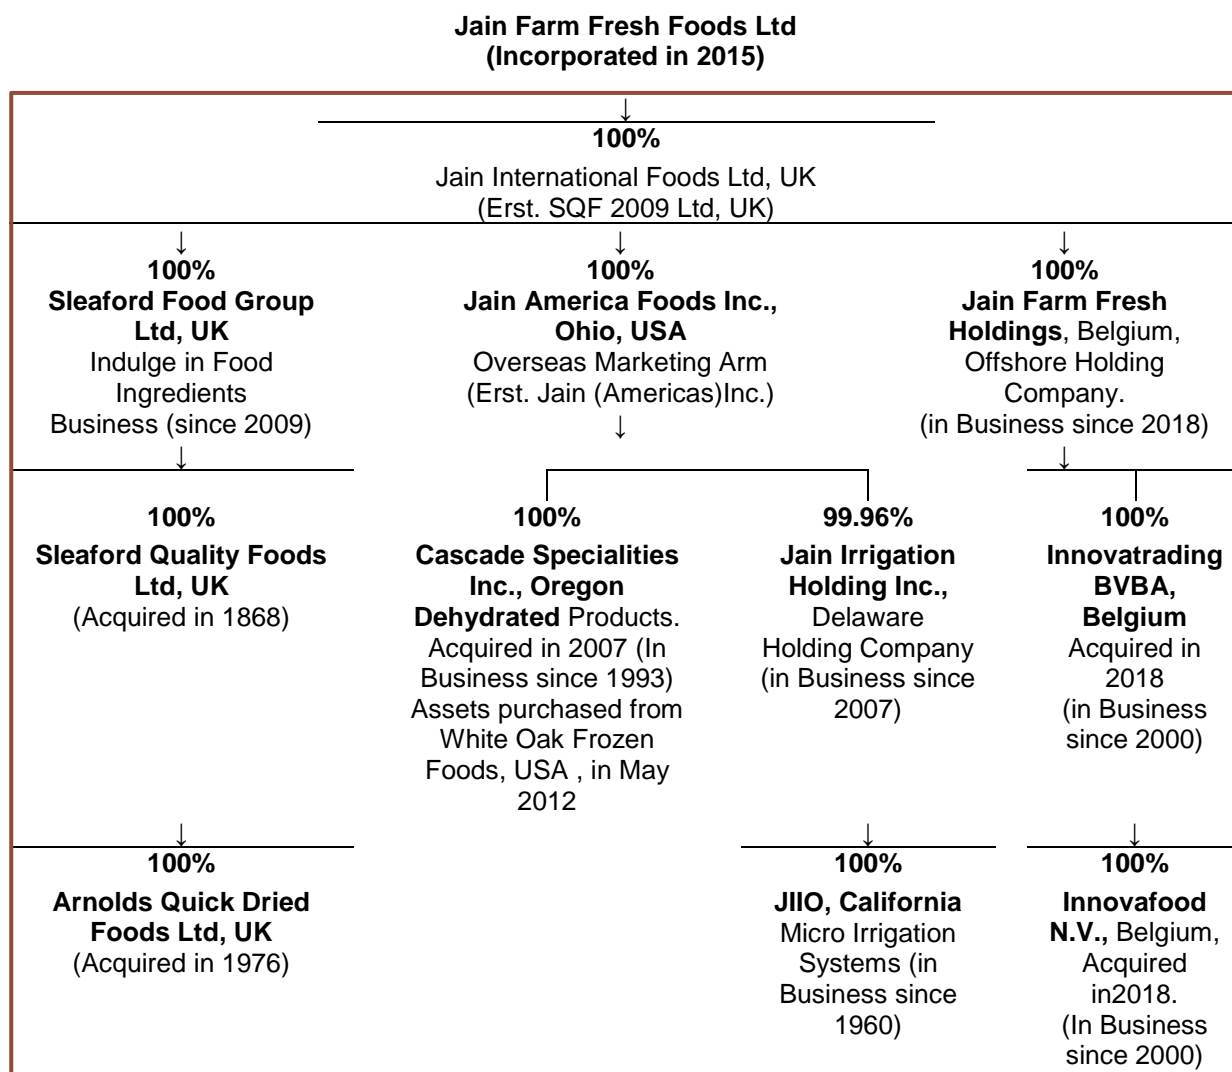 Jain Farm Fresh Foods Ltd
(Incorporated in 2015)
↓
100%
Jain International Foods Ltd, UK
(Erst. SQF 2009 Ltd, UK)
↓
100%
Sleaford Food Group
Ltd, UK
Indulge in Food
Ingredients
Business (since 2009)
↓
↓
100%
Jain America Foods Inc.,
Ohio, USA
Overseas Marketing Arm
(Erst. Jain (Americas)Inc.)
↓
↓
100%
Jain Farm Fresh
Holdings, Belgium,
Offshore Holding
Company.
(in Business since 2018)
↓
100%
Sleaford Quality Foods
Ltd, UK
(Acquired in 1868)
↓
100%
Cascade Specialities
Inc., Oregon
Dehydrated Products.
Acquired in 2007 (In
Business since 1993)
Assets purchased from
White Oak Frozen
Foods, USA , in May
2012
99.96%
Jain Irrigation
Holding Inc.,
Delaware
Holding Company
(in Business since
2007)
↓
100%
Innovatrading
BVBA,
Belgium
Acquired in
2018
(in Business
since 2000)
↓
100%
Arnolds Quick Dried
Foods Ltd, UK
(Acquired in 1976)
100%
JIIO, California
Micro Irrigation
Systems (in
Business since
1960)
100%
Innovafood
N.V., Belgium,
Acquired
in2018.
(In Business
since 2000)